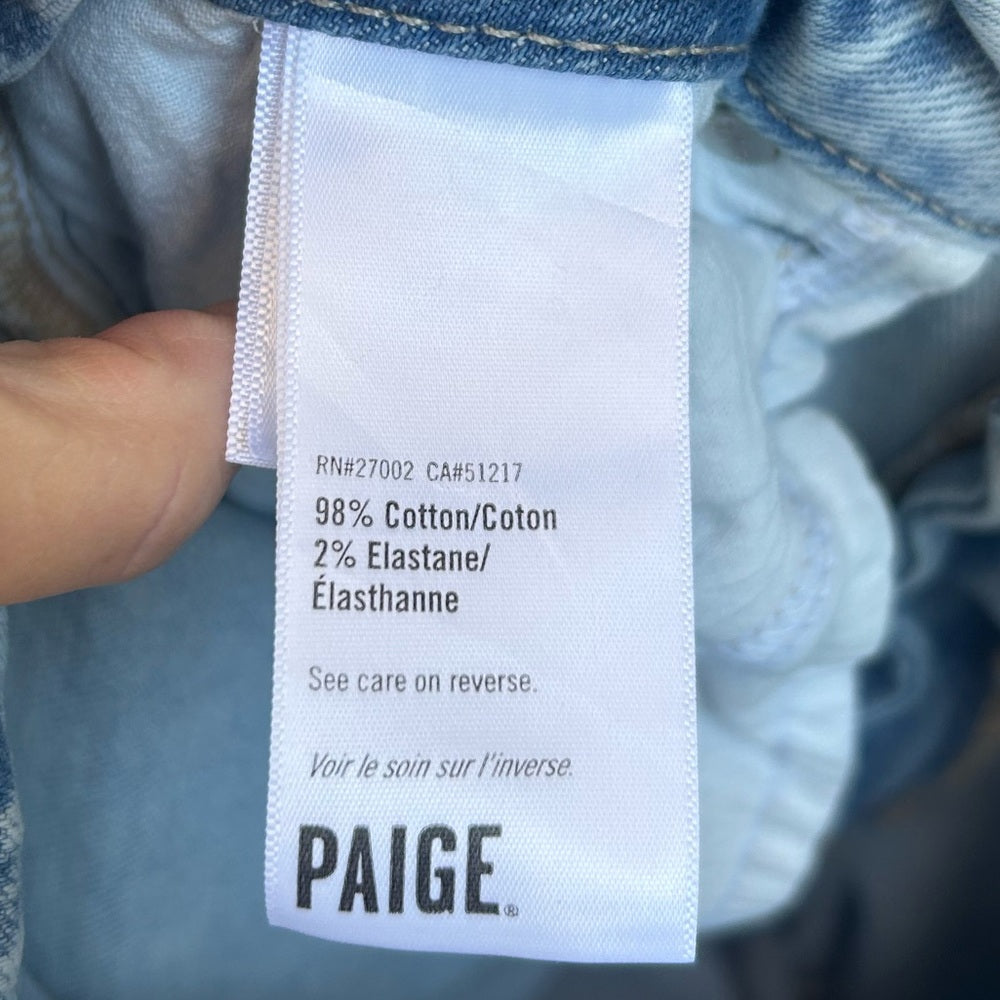 RN#27002 CA#51217
98% Cotton/Coton
2% Elastane/
Élasthanne
See care on reverse.
Voir le soin sur l'inverse.
PAIGE®